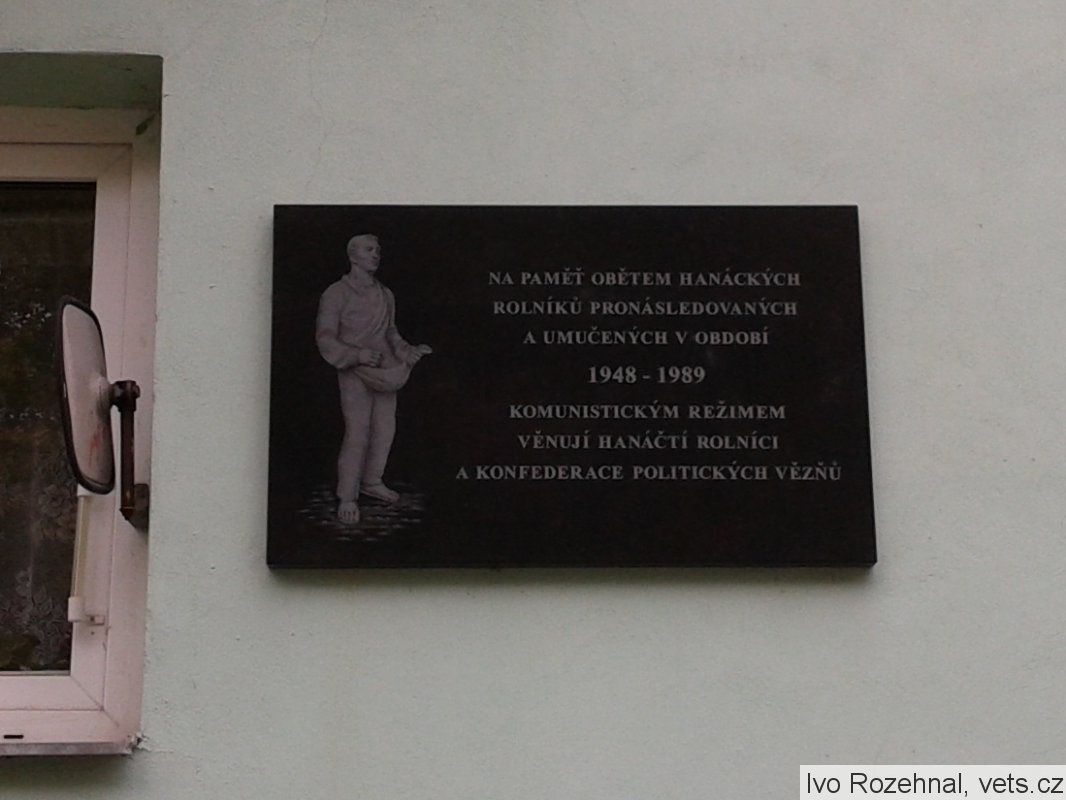 NA PAMĚŤ OBĚTEM HANÁCKÝCH
ROLNÍKŮ PRONÁSLEDOVANÝCH
A UMUČENÝCH V OBDOBÍ
1948 - 1989
KOMUNISTICKÝM REŽIMEM
VĚNUJÍ HANÁČTÍ ROLNÍCI
A KONFEDERACE POLITICKÝCH VĚZŇŮ
Ivo Rozehnal, vets.cz